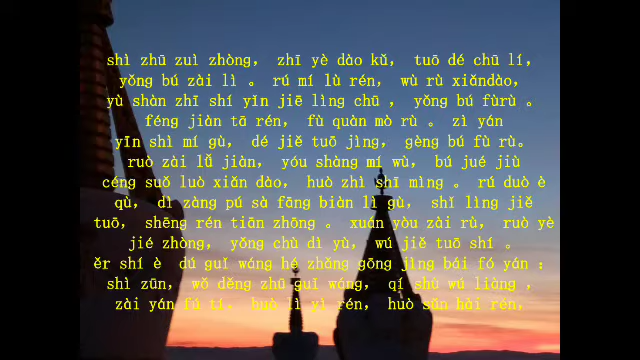 shì zhū zuì zhòng， zhī yè dào kǔ， tuō dé chū lí，
yǒng bú zài lì 。 rú mí lù rén， wù rù xiǎndào，
yù shàn zhī shí yǐn jiē lìng chū ， yǒng bú fùrù 。
féng jiàn tā rén， fù quàn mò rù 。 zì yán
yīn shì mí gù， dé jiě tuō jìng， gèng bú fù rù。
ruò zài lǚ jiàn， yóu shàng mí wù， bú jué jiù
céng suǒ luò xiǎn dào， huò zhì shī mìng 。 rú duò è
qù， dì zàng pú sà fāng biàn lì gù， shǐ lìng jiě
tuō， shēng rén tiān zhōng 。 xuán yòu zài rù， ruò yè
jié zhòng， yǒng chù dì yù， wú jiě tuō shí 。
ěr shí è dú guǐ wáng hé zhǎng gōng jìng bái fó yán：
shì zūn， wǒ děng zhū guǐ wáng， qí shù wú liàng ，
zài yán fú tí。 huò lì yì rén， huò sǔn hài rén，